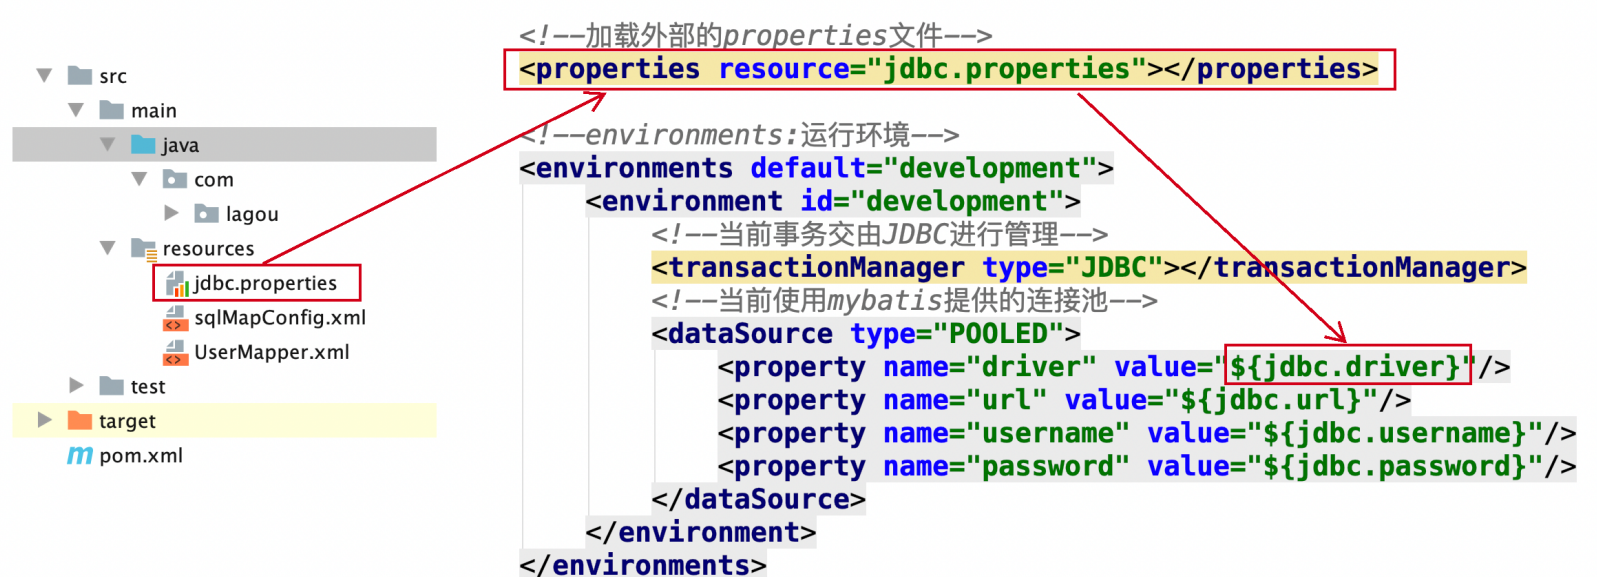 src
main
java
com
lagou
resources
jdbc.properties
sqlMapConfig.xml
UserMapper.xml
test
target
pom.xml
<!--加载外部的properties文件-->
<properties resource="jdbc.properties"></properties>
<!--environments:运行环境-->
<environments default="development">
<environment id="development">
<!--当前事务交由JDBC进行管理-->
<transactionManager type="JDBC"></transactionManager>
<!--当前使用mybatis提供的连接池-->
<dataSource type="POOLED">
<property name="driver" value="${jdbc.driver}"/>
<property name="url" value="${jdbc.url}"/>
<property name="username" value="${jdbc.username}"/>
<property name="password" value="${jdbc.password}"/>
</dataSource>
</environment>
</environments>